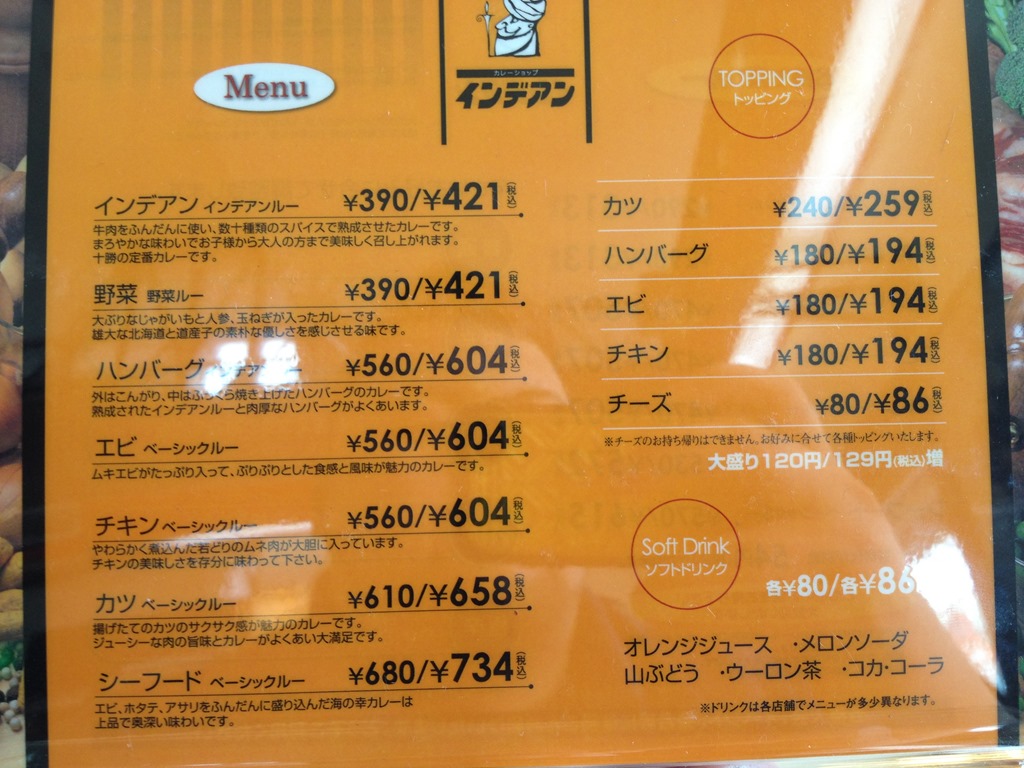 Menu
カレーショップ
インデアン
インデアン インデアンルー ¥390/¥421(税込)
牛肉をふんだんに使い、数十種類のスパイスで熟成させたカレーです。
まろやかな味わいでお子様から大人の方まで美味しく召し上がれます。
十勝の定番カレーです。
野菜 野菜ルー ¥390/¥421(税込)
大ぶりなじゃがいもと人参、玉ねぎが入ったカレーです。
雄大な北海道と道産子の素朴な優しさを感じさせる味です。
ハンバーグ インデアンルー ¥560/¥604(税込)
外はこんがり、中はふっくら焼き上げたハンバーグのカレーです。
熟成されたインデアンルーと肉厚なハンバーグがよくあいます。
エビ ベーシックルー ¥560/¥604(税込)
ムキエビがたっぷり入って、ぷりぷりとした食感と風味が魅力のカレーです。
チキン ベーシックルー ¥560/¥604(税込)
やわらかく煮込んだ若どりのムネ肉が大胆に入っています。
チキンの美味しさを存分に味わって下さい。
カツ ベーシックルー ¥610/¥658(税込)
揚げたてのカツのサクサク感が魅力のカレーです。
ジューシーな肉の旨味とカレーがよくあい大満足です。
シーフード ベーシックルー ¥680/¥734(税込)
エビ、ホタテ、アサリをふんだんに盛り込んだ海の幸カレーは
上品で奥深い味わいです。
TOPPING
トッピング
カツ ¥240/¥259(税込)
ハンバーグ ¥180/¥194(税込)
エビ ¥180/¥194(税込)
チキン ¥180/¥194(税込)
チーズ ¥80/¥86(税込)
※チーズのお持ち帰りはできません。お好みに合せて各種トッピングいたします。
大盛り120円/129円(税込)増
Soft Drink
ソフトドリンク
各¥80/各¥86
オレンジジュース ・メロンソーダ
山ぶどう ・ウーロン茶 ・コカ・コーラ
※ドリンクは各店舗でメニューが多少異なります。